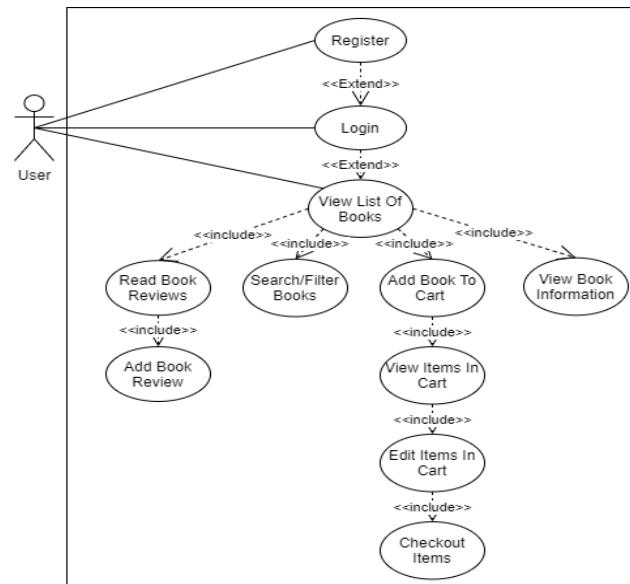 Register
<<Extend>>
Login
User
<<Extend>>
View List Of
Books
<<include>>
<<include>>
<<include>>
<<include>>
Read Book
Reviews
Search/Filter
Books
Add Book To
Cart
View Book
Information
<<include>>
<<include>>
Add Book
Review
View Items In
Cart
<<include>>
Edit Items In
Cart
<<include>>
Checkout
Items